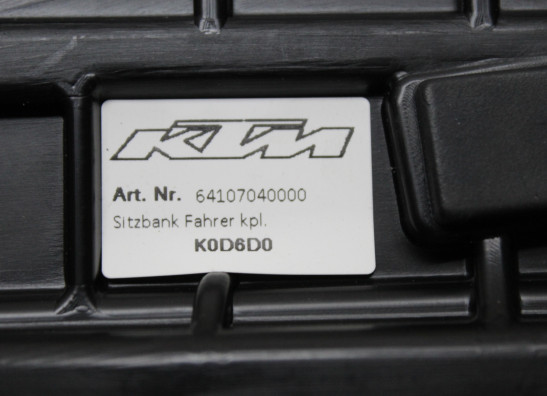 KTM
Art. Nr. 64107040000
Sitzbank Fahrer kpl.
K0D6D0